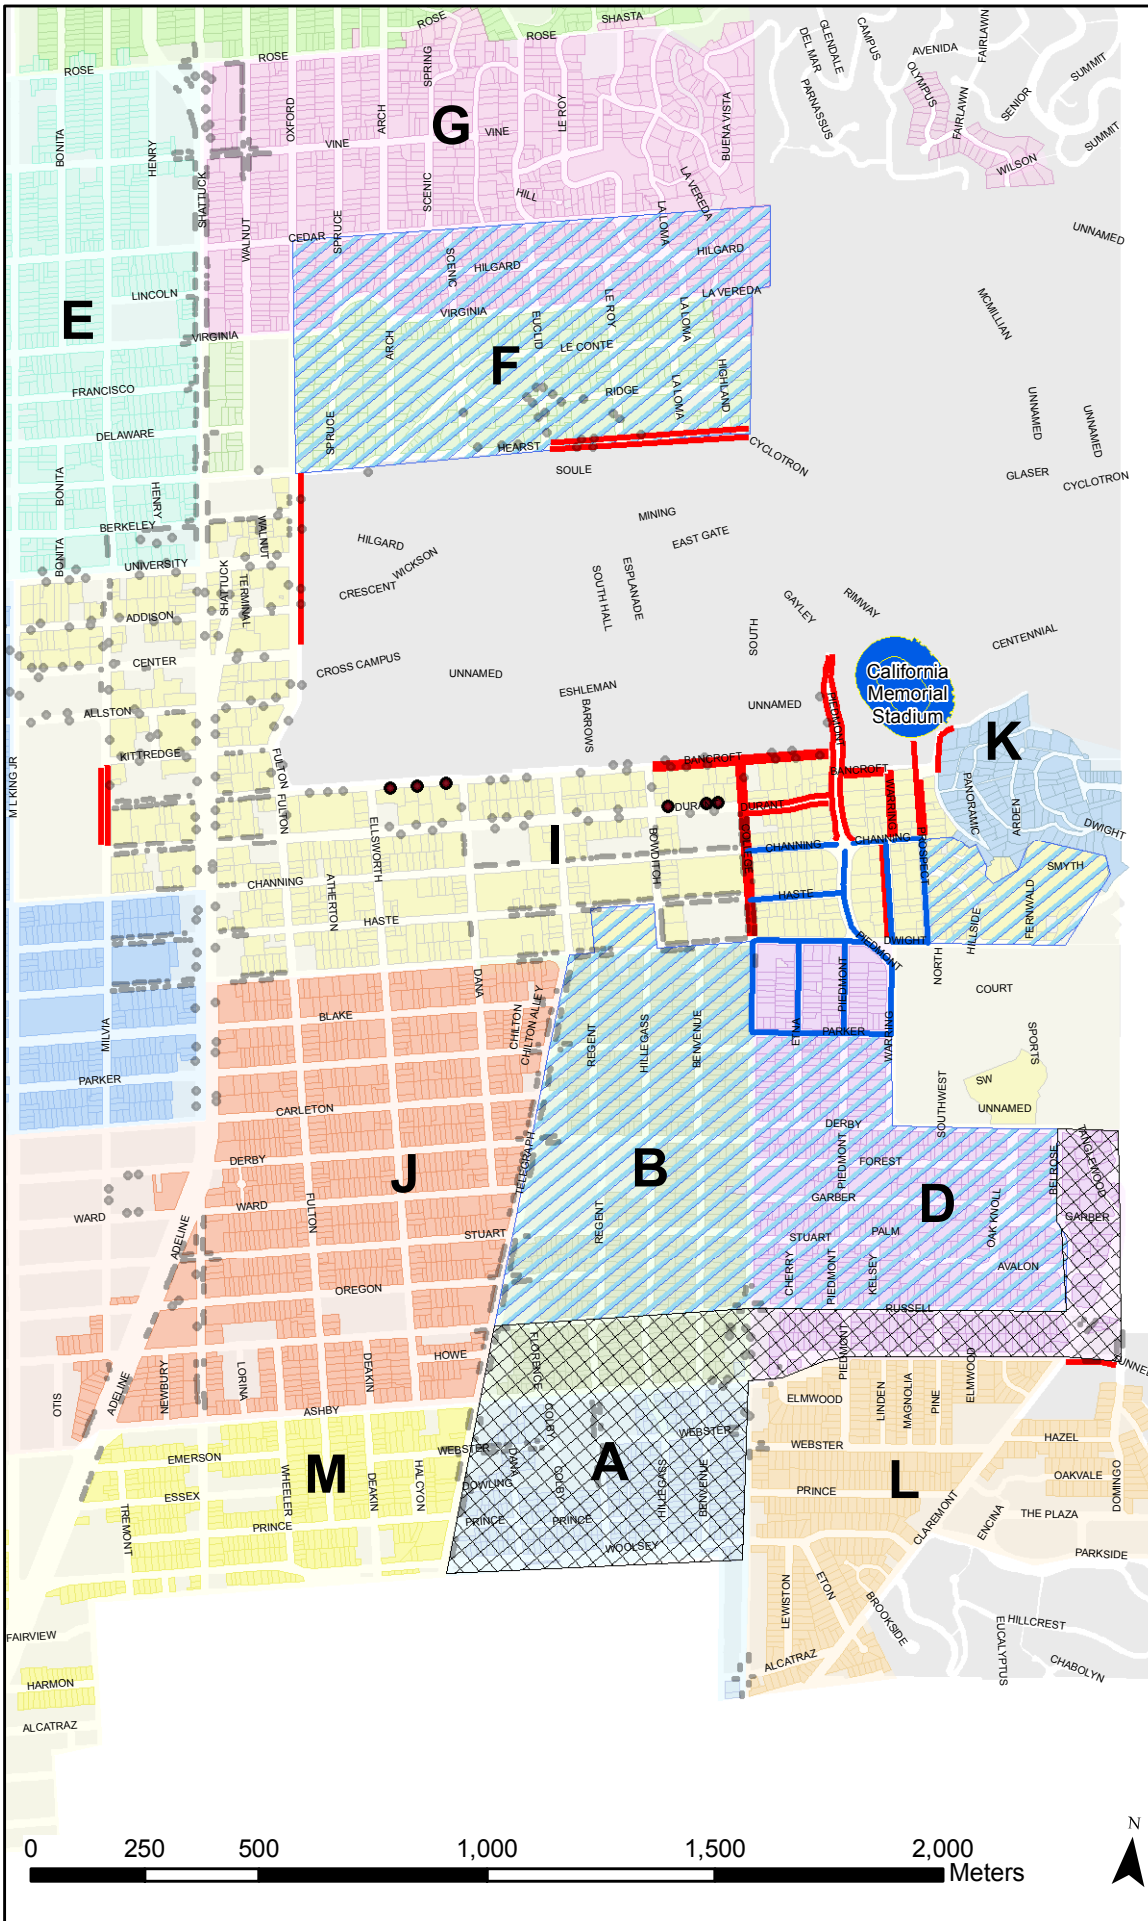 ROSE
SHASTA
ROSE
ROSE
ROSE
SPRING
DEL MAR
GLENDALE
CAMPUS
AVENIDA
FAIRLAWN
SUMMIT
OLYMPUS
PARNASSUS
SENIOR
FAIRLAWN
SUMMIT
WILSON
BONITA
HENRY
OXFORD
ARCH
G
VINE
VINE
LE ROY
BUENA VISTA
SHATTUCK
WALNUT
SCENIC
HILL
LA VEREDA
LA LOMA
CEDAR
SPRUCE
SCENIC
HILGARD
HILGARD
UNNAMED
LINCOLN
LA VEREDA
E
VIRGINIA
VIRGINIA
ARCH
EUCLID
LE ROY
LA LOMA
LE CONTE
MCMILLIAN
F
FRANCISCO
RIDGE
LA LOMA
HIGHLAND
UNNAMED
UNNAMED
DELAWARE
SPRUCE
HEARST
CYCLOTRON
SOULE
GLASER
CYCLOTRON
BONITA
HENRY
BERKELEY
WALNUT
MINING
EAST GATE
HILGARD
WICKSON
UNIVERSITY
BONITA
SHATTUCK
TERMINAL
CRESCENT
SOUTH HALL
ESPLANADE
GAYLEY
RIMWAY
ADDISON
SOUTH
CENTENNIAL
CENTER
CROSS CAMPUS
UNNAMED
ESHLEMAN
BARROWS
UNNAMED
California
Memorial
Stadium
ALLSTON
PIEDMONT
K
KITTREDGE
FULTON
BANCROFT
BANCROFT
M L KING JR
FULTON
DURANT
WARRING
PANORAMIC
ARDEN
DWIGHT
ELLSWORTH
I
BOWDITCH
COLLEGE
CHANNING
CHANNING
PROSPECT
SMYTH
CHANNING
ATHERTON
HASTE
HASTE
HILLSIDE
FERNWALD
DWIGHT
PIEDMONT
NORTH
DANA
CHILTON
CHILTON ALLEY
COURT
BLAKE
REGENT
HILLEGASS
BENVENUE
ETNA
PIEDMONT
PARKER
WARRING
SPORTS
MILVIA
PARKER
SW
UNNAMED
CARLETON
SOUTHWEST
DERBY
TANGLEWOOD
DERBY
J
TELEGRAPH
B
PIEDMONT
FOREST
BELROSE
WARD
WARD
FULTON
REGENT
GARBER
D
OAK KNOLL
GARBER
ADELINE
STUART
STUART
PALM
OREGON
CHERRY
PIEDMONT
KELSEY
AVALON
RUSSELL
HOWE
FLORENCE
PIEDMONT
OTIS
ADELINE
NEWBURY
LORINA
DEAKIN
ELMWOOD
LINDEN
MAGNOLIA
PINE
ELMWOOD
ASHBY
COLBY
WEBSTER
WEBSTER
WEBSTER
HAZEL
EMERSON
M
DANA
A
WHEELER
DEAKIN
HALCYON
DOWLING
COLBY
HILLEGASS
BENVENUE
OAKVALE
DOMINGO
ESSEX
PRINCE
L
TREMONT
PRINCE
PRINCE
PRINCE
CLAREMONT
ENCINA
THE PLAZA
WOOLSEY
PARKSIDE
LEWISTON
ETON
BROOKSIDE
FAIRVIEW
EUCALYPTUS
HILLCREST
ALCATRAZ
CHABOLYN
HARMON
ALCATRAZ
N
0 250 500 1,000 1,500 2,000
Meters